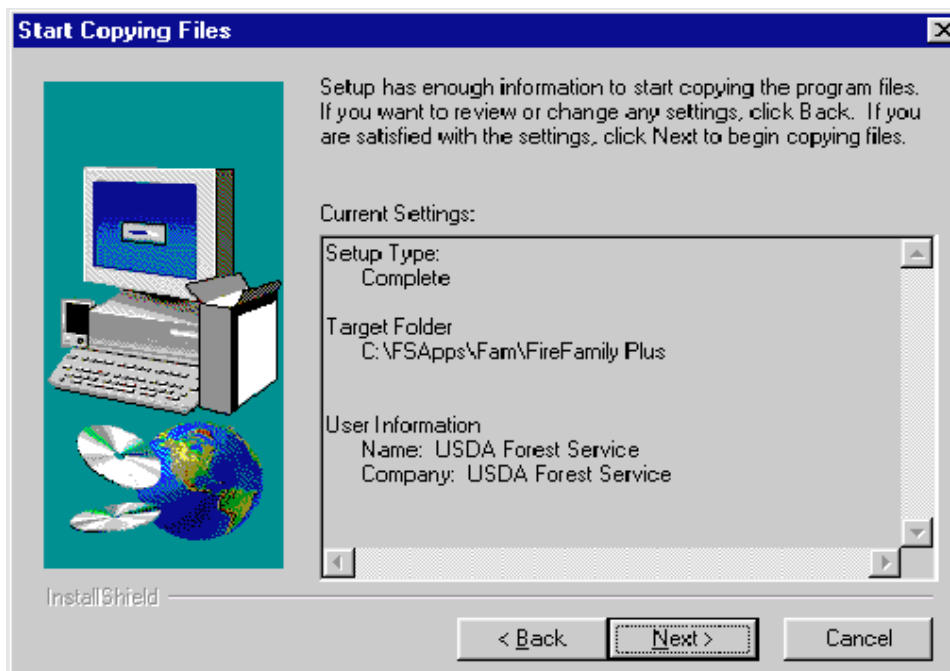 Start Copying Files
Setup has enough information to start copying the program files.
If you want to review or change any settings, click Back. If you
are satisfied with the settings, click Next to begin copying files.
Current Settings:
Setup Type:
Complete
Target Folder
C:\FSApps\Fam\FireFamily Plus
User Information
Name: USDA Forest Service
Company: USDA Forest Service
InstallShield
< Back
Next >
Cancel